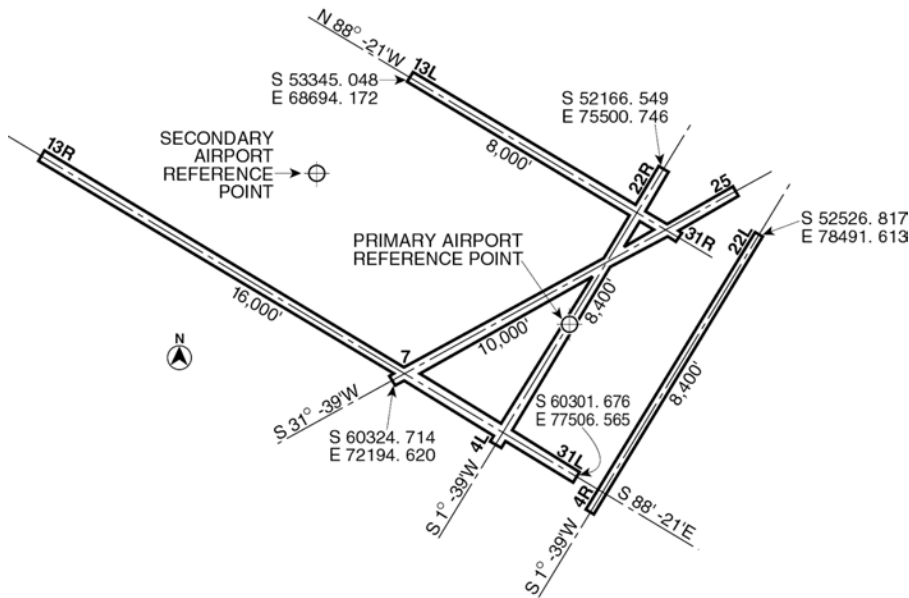 N 88° -21'W
13L
S 53345. 048
E 68694. 172
S 52166. 549
E 75500. 746
13R
SECONDARY
AIRPORT
REFERENCE
POINT
8,000'
22R
25
S 52526. 817
E 78491. 613
22L
31R
PRIMARY AIRPORT
REFERENCE POINT
16,000'
8,400'
10,000'
N
7
8,400'
S 31° -39'W
S 60301. 676
E 77506. 565
S 60324. 714
E 72194. 620
4L
31L
4R
S 88' -21'E
S 1° -39'W
S 1° -39'W